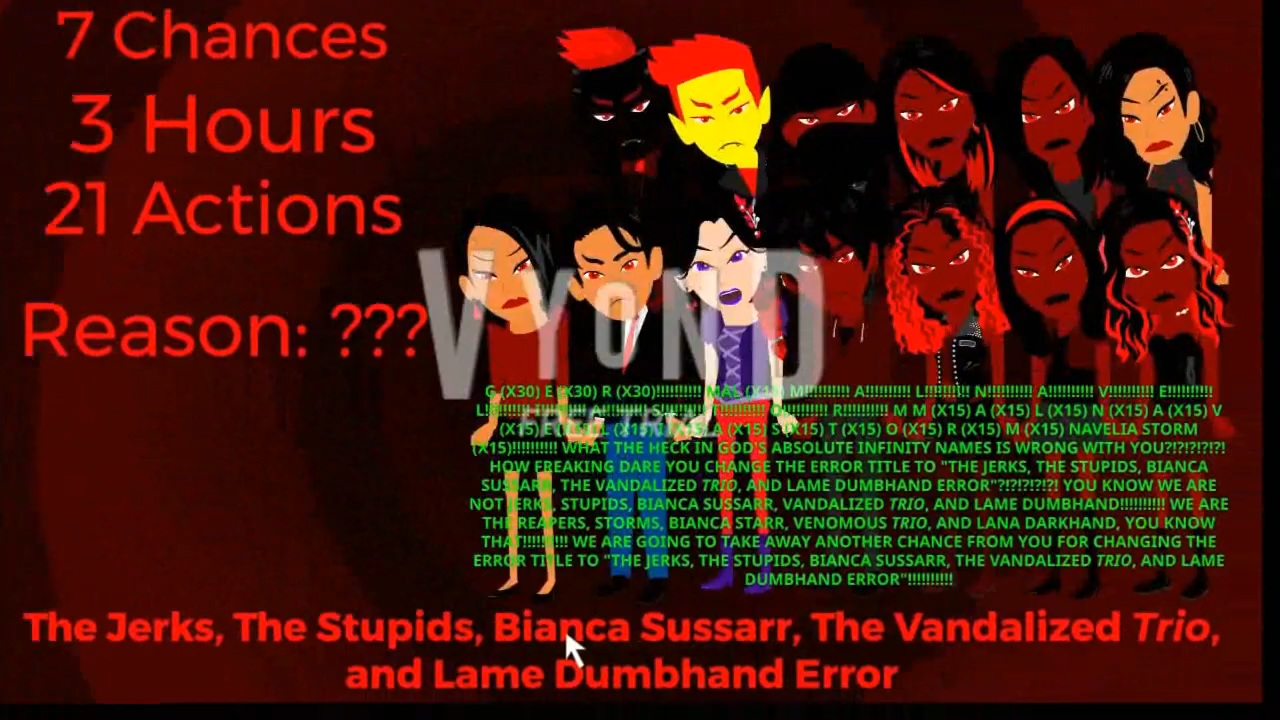 7 Chances
3 Hours
21 Actions
Reason: ???
VYOND
G (X30) E (X30) R (X30)!!!!!!!!!! MAL (X15) M!!!!!!!!!! A!!!!!!!!!! L!!!!!!!!!! N!!!!!!!!!! A!!!!!!!!!! V!!!!!!!!!! E!!!!!!!!!!
L!!!!!!!!!! I!!!!!!!!!! A!!!!!!!!!! S!!!!!!!!!! T!!!!!!!!!! O!!!!!!!!!! R!!!!!!!!!! M M (X15) A (X15) L (X15) N (X15) A (X15) V
(X15) E (X15) L (X15) I (X15) A (X15) S (X15) T (X15) O (X15) R (X15) M (X15) NAVELIA STORM
(X15)!!!!!!!!!! WHAT THE HECK IN GOD'S ABSOLUTE INFINITY NAMES IS WRONG WITH YOU?!?!?!?!?!
HOW FREAKING DARE YOU CHANGE THE ERROR TITLE TO "THE JERKS, THE STUPIDS, BIANCA
SUSSARR, THE VANDALIZED TRIO, AND LAME DUMBHAND ERROR"?!?!?!?!?! YOU KNOW WE ARE
NOT JERKS, STUPIDS, BIANCA SUSSARR, VANDALIZED TRIO, AND LAME DUMBHAND!!!!!!!!!! WE ARE
THE REAPERS, STORMS, BIANCA STARR, VENOMOUS TRIO, AND LANA DARKHAND, YOU KNOW
THAT!!!!!!!!!! WE ARE GOING TO TAKE AWAY ANOTHER CHANCE FROM YOU FOR CHANGING THE
ERROR TITLE TO "THE JERKS, THE STUPIDS, BIANCA SUSSARR, THE VANDALIZED TRIO, AND LAME
DUMBHAND ERROR"!!!!!!!!!!
The Jerks, The Stupids, Bianca Sussarr, The Vandalized Trio,
and Lame Dumbhand Error